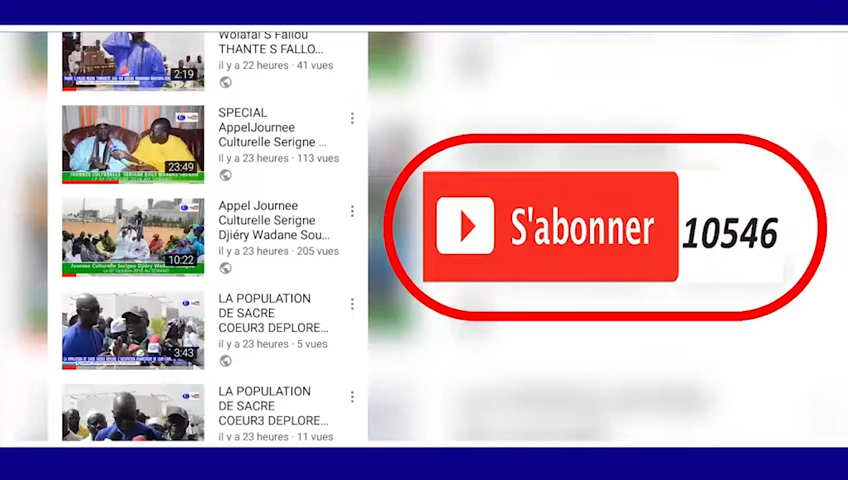 Wolafal S Fallou
THANTE S FALLO...
il y a 22 heures · 41 vues
2:19
SPECIAL
AppelJournee
Culturelle Serigne ...
il y a 23 heures · 113 vues
23:49
Appel Journee
Culturelle Serigne
Djiéry Wadane Sou...
il y a 23 heures · 205 vues
10:22
LA POPULATION
DE SACRE
COEUR3 DEPLORE...
il y a 23 heures · 5 vues
3:43
LA POPULATION
DE SACRE
COEUR3 DEPLORE...
il y a 23 heures · 11 vues
S'abonner
10546